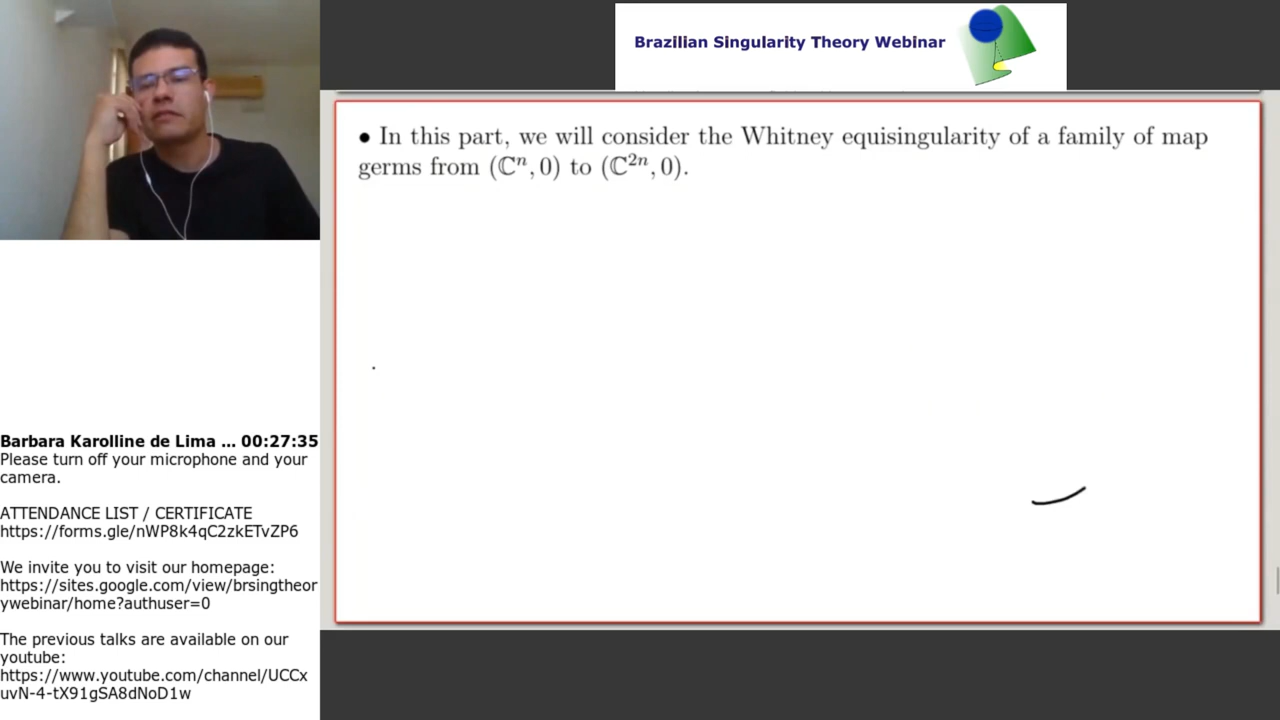 Brazilian Singularity Theory Webinar
• In this part, we will consider the Whitney equisingularity of a family of map
germs from (ℂⁿ, 0) to (ℂ²ⁿ, 0).
Barbara Karolline de Lima ... 00:27:35
Please turn off your microphone and your
camera.
ATTENDANCE LIST / CERTIFICATE
https://forms.gle/nWP8k4qC2zkETvZP6
We invite you to visit our homepage:
https://sites.google.com/view/brsingtheor
ywebinar/home?authuser=0
The previous talks are available on our
youtube:
https://www.youtube.com/channel/UCCx
uvN-4-tX91gSA8dNoD1w